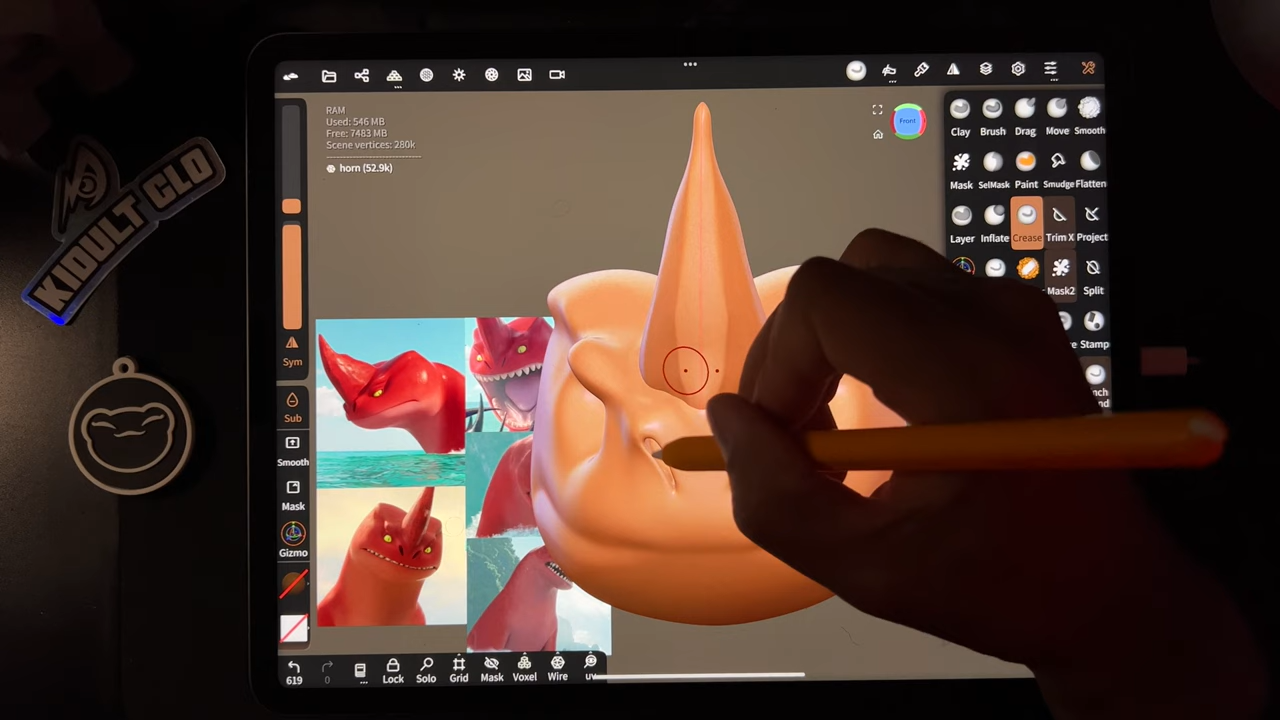 KIDULT CLO
RAM
Used: 546 MB
Free: 7483 MB
Scene vertices: 280k
horn (52.9k)
Front
Clay Brush Drag Move Smooth
Mask SelMask Paint Smudge Flatten
Layer Inflate Crease Trim X Project
Mask2 Split
Stamp
Sym
Sub
Smooth
Mask
Gizmo
619 0 Lock Solo Grid Mask Voxel Wire uv